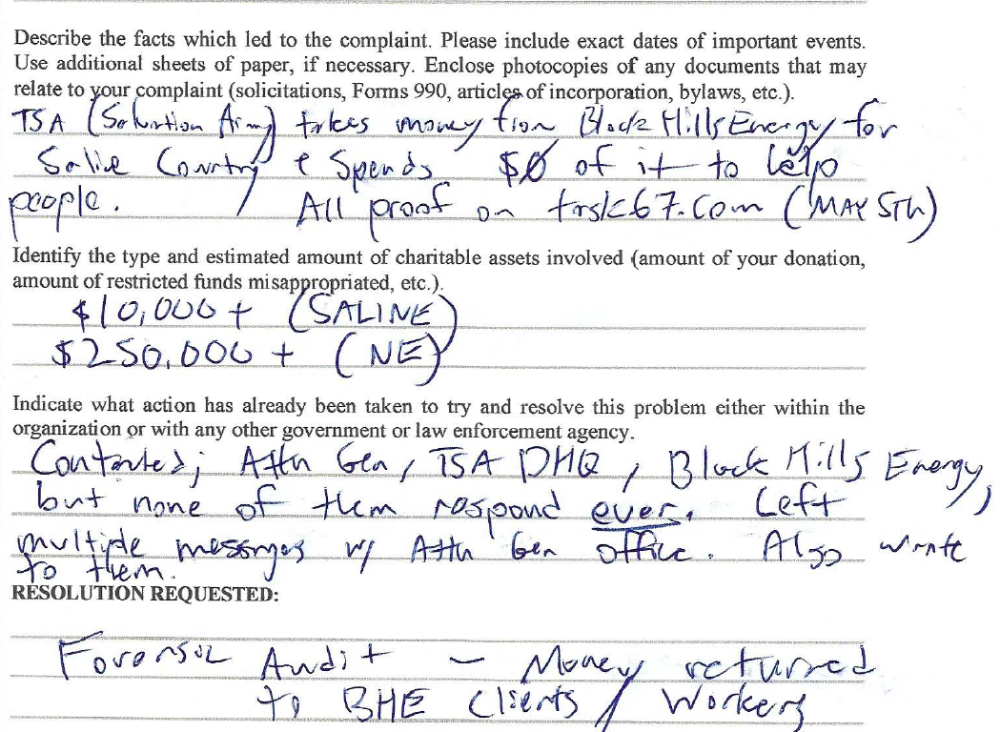 Describe the facts which led to the complaint. Please include exact dates of important events.
Use additional sheets of paper, if necessary. Enclose photocopies of any documents that may
relate to your complaint (solicitations, Forms 990, articles of incorporation, bylaws, etc.).
TSA (Salvation Army) takes money from Black Hills Energy for
Saline County & Spends $0 of it to help
people. All proof on trsk67.com (MAY 5th)
Identify the type and estimated amount of charitable assets involved (amount of your donation,
amount of restricted funds misappropriated, etc.).
$10,000 + (SALINE)
$250,000 + (NE)
Indicate what action has already been taken to try and resolve this problem either within the
organization or with any other government or law enforcement agency.
Contacted; Attn Gen, TSA DHQ, Black Hills Energy,
but none of them respond ever. Left
multiple messages w/ Attn Gen office. Also wrote
to them.
RESOLUTION REQUESTED:
Forensic Audit - Money returned
to BHE Clients / Workers